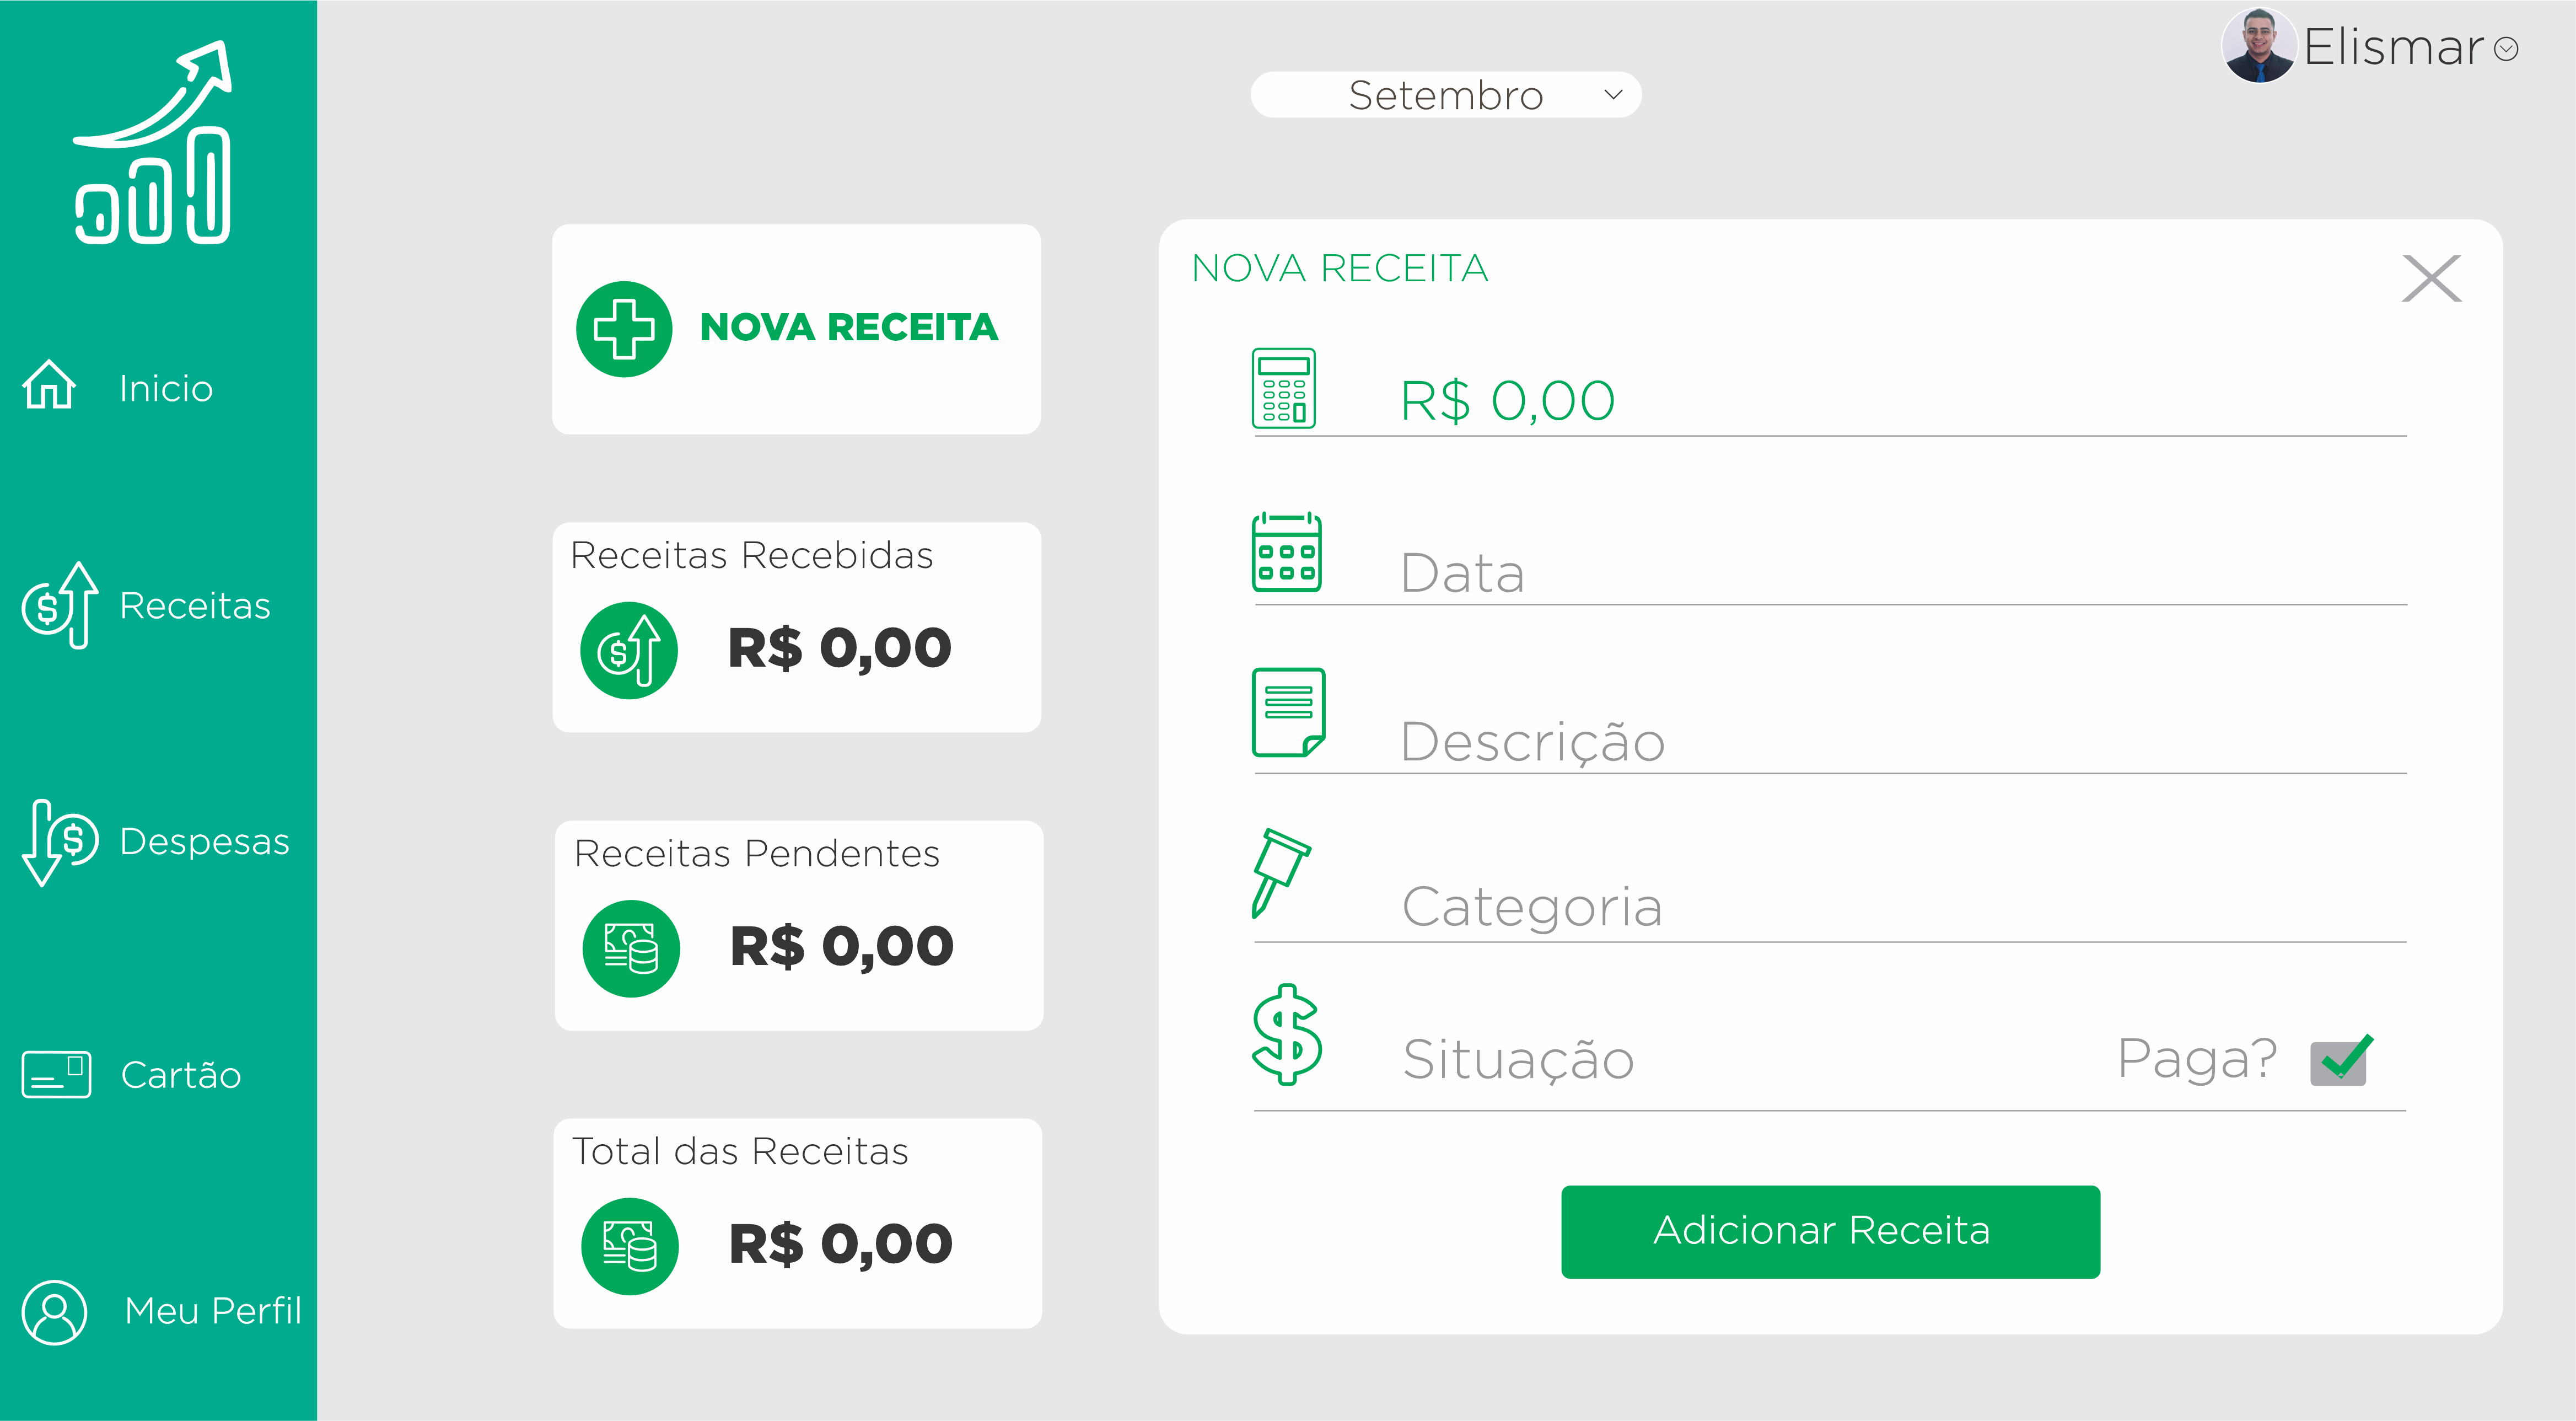 Elismar
Setembro
Inicio
Receitas
Despesas
Cartão
Meu Perfil
NOVA RECEITA
Receitas Recebidas
R$ 0,00
Receitas Pendentes
R$ 0,00
Total das Receitas
R$ 0,00
NOVA RECEITA
R$ 0,00
Data
Descrição
Categoria
Situação Paga?
Adicionar Receita